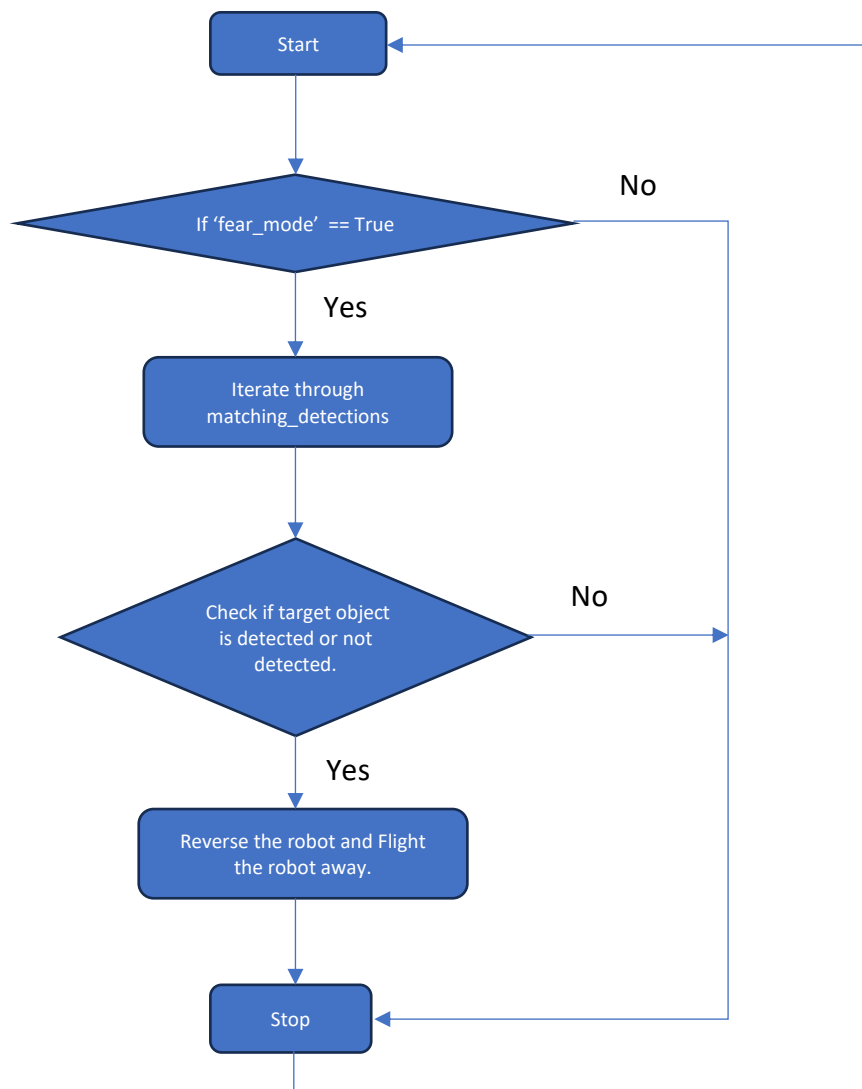 Start
If ‘fear_mode’ == True
No
Yes
Iterate through
matching_detections
Check if target object
is detected or not
detected.
No
Yes
Reverse the robot and Flight
the robot away.
Stop